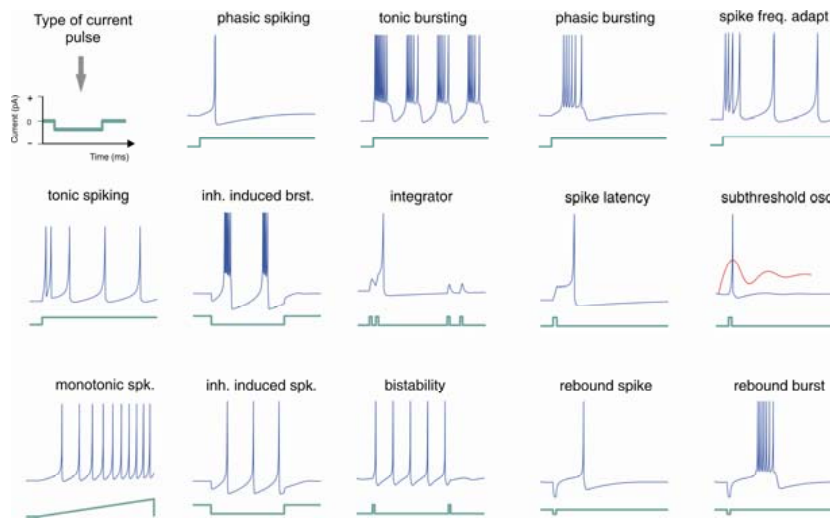 Type of current
pulse
phasic spiking
tonic bursting
phasic bursting
spike freq. adapt
Current (pA)
+
0
-
Time (ms)
tonic spiking
inh. induced brst.
integrator
spike latency
subthreshold osc
monotonic spk.
inh. induced spk.
bistability
rebound spike
rebound burst